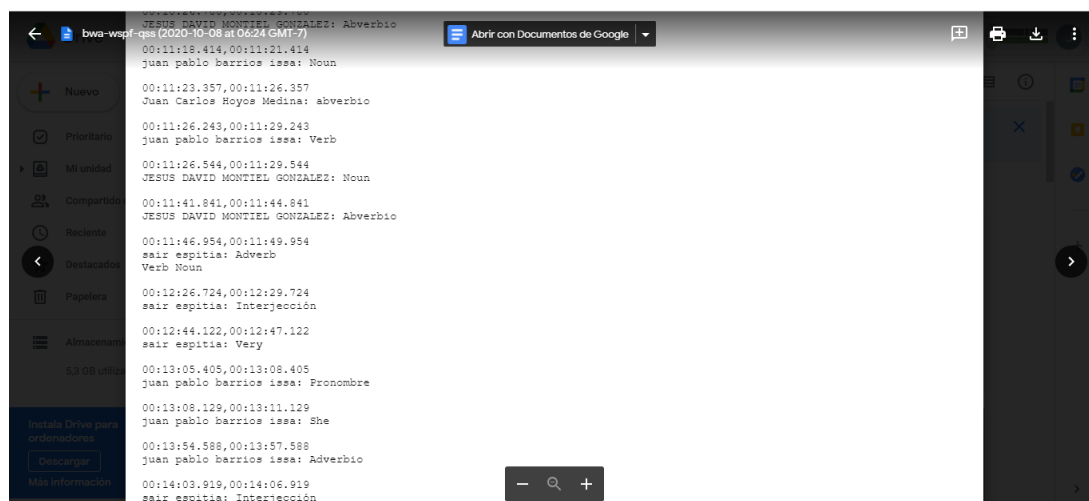 JESUS DAVID MONTIEL GONZALEZ: Abverbio
bwa-wspf-qss (2020-10-08 at 06:24 GMT-7)
Abrir con Documentos de Google
00:11:18.414,00:11:21.414
juan pablo barrios issa: Noun
00:11:23.357,00:11:26.357
Juan Carlos Hoyos Medina: abverbio
00:11:26.243,00:11:29.243
juan pablo barrios issa: Verb
00:11:26.544,00:11:29.544
JESUS DAVID MONTIEL GONZALEZ: Noun
00:11:41.841,00:11:44.841
JESUS DAVID MONTIEL GONZALEZ: Abverbio
00:11:46.954,00:11:49.954
sair espitia: Adverb
Verb Noun
00:12:26.724,00:12:29.724
sair espitia: Interjección
00:12:44.122,00:12:47.122
sair espitia: Very
00:13:05.405,00:13:08.405
juan pablo barrios issa: Pronombre
00:13:08.129,00:13:11.129
juan pablo barrios issa: She
00:13:54.588,00:13:57.588
juan pablo barrios issa: Adverbio
00:14:03.919,00:14:06.919
sair espitia: Interjección
Nuevo
Prioritario
Mi unidad
Compartido
Reciente
Destacados
Papelera
Almacenami
5,3 GB utiliza
Instala Drive para
ordenadores
Descargar
Más información